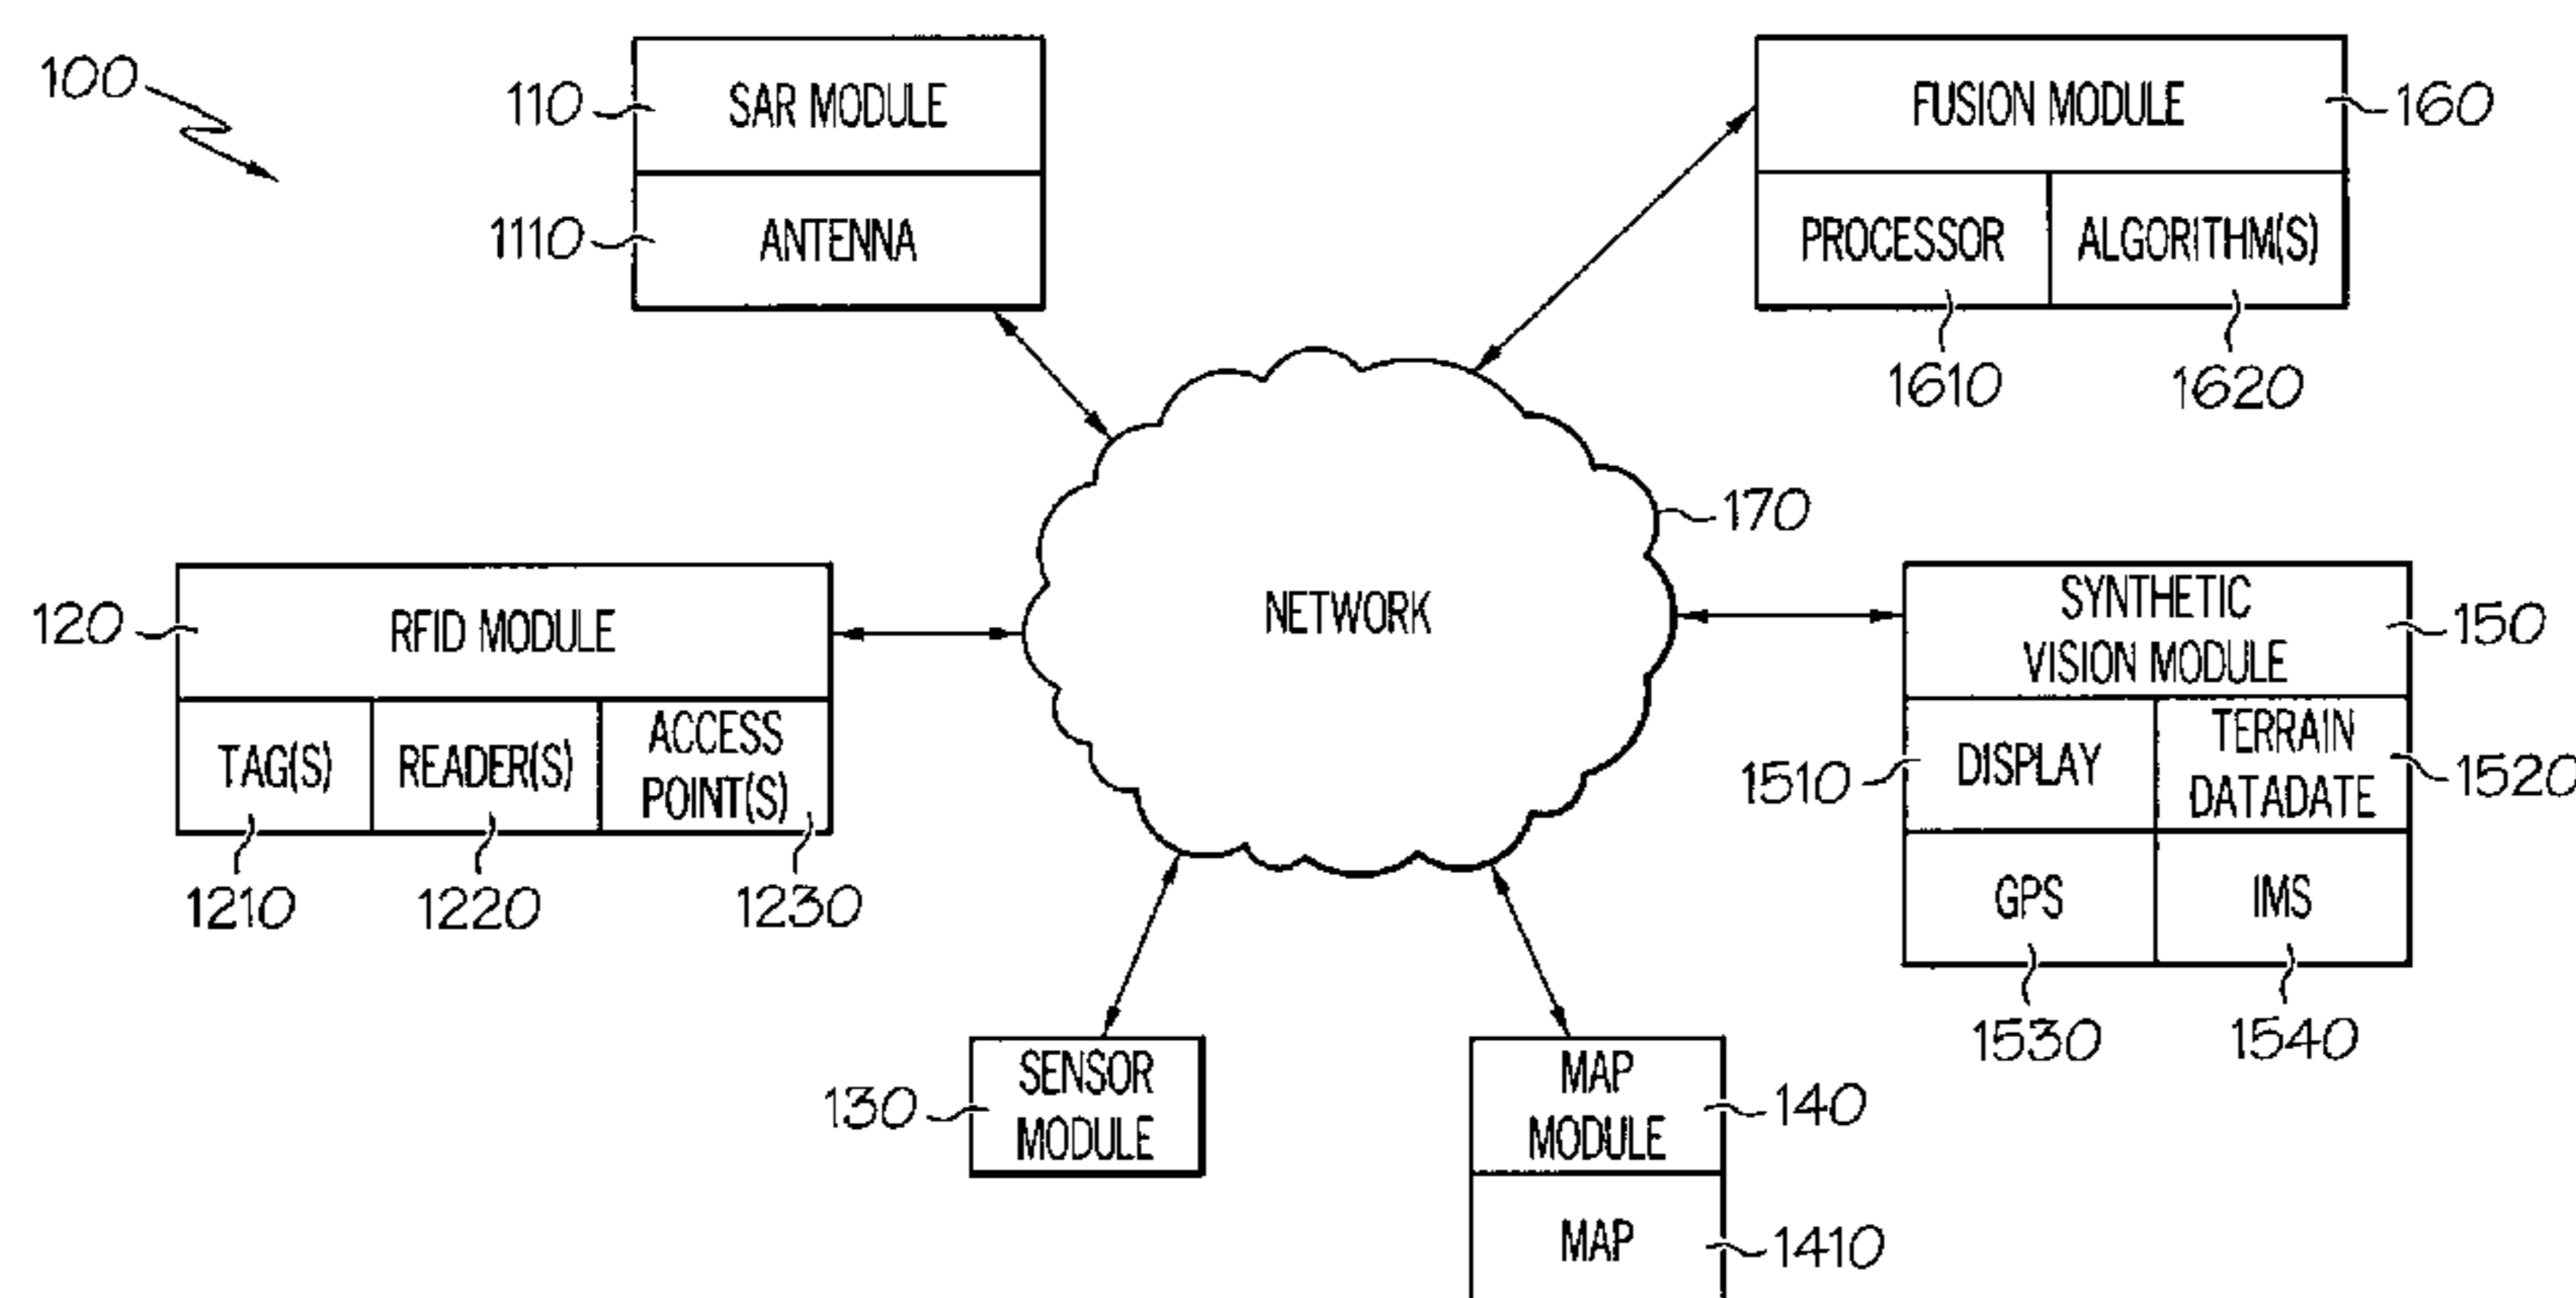 100
110
SAR MODULE
1110
ANTENNA
FUSION MODULE
160
PROCESSOR
ALGORITHM(S)
1610
1620
170
NETWORK
120
RFID MODULE
TAG(S)
READER(S)
ACCESS
POINT(S)
1210
1220
1230
SYNTHETIC
VISION MODULE
150
1510
DISPLAY
TERRAIN
DATADATE
1520
GPS
IMS
1530
1540
130
SENSOR
MODULE
MAP
MODULE
140
MAP
1410